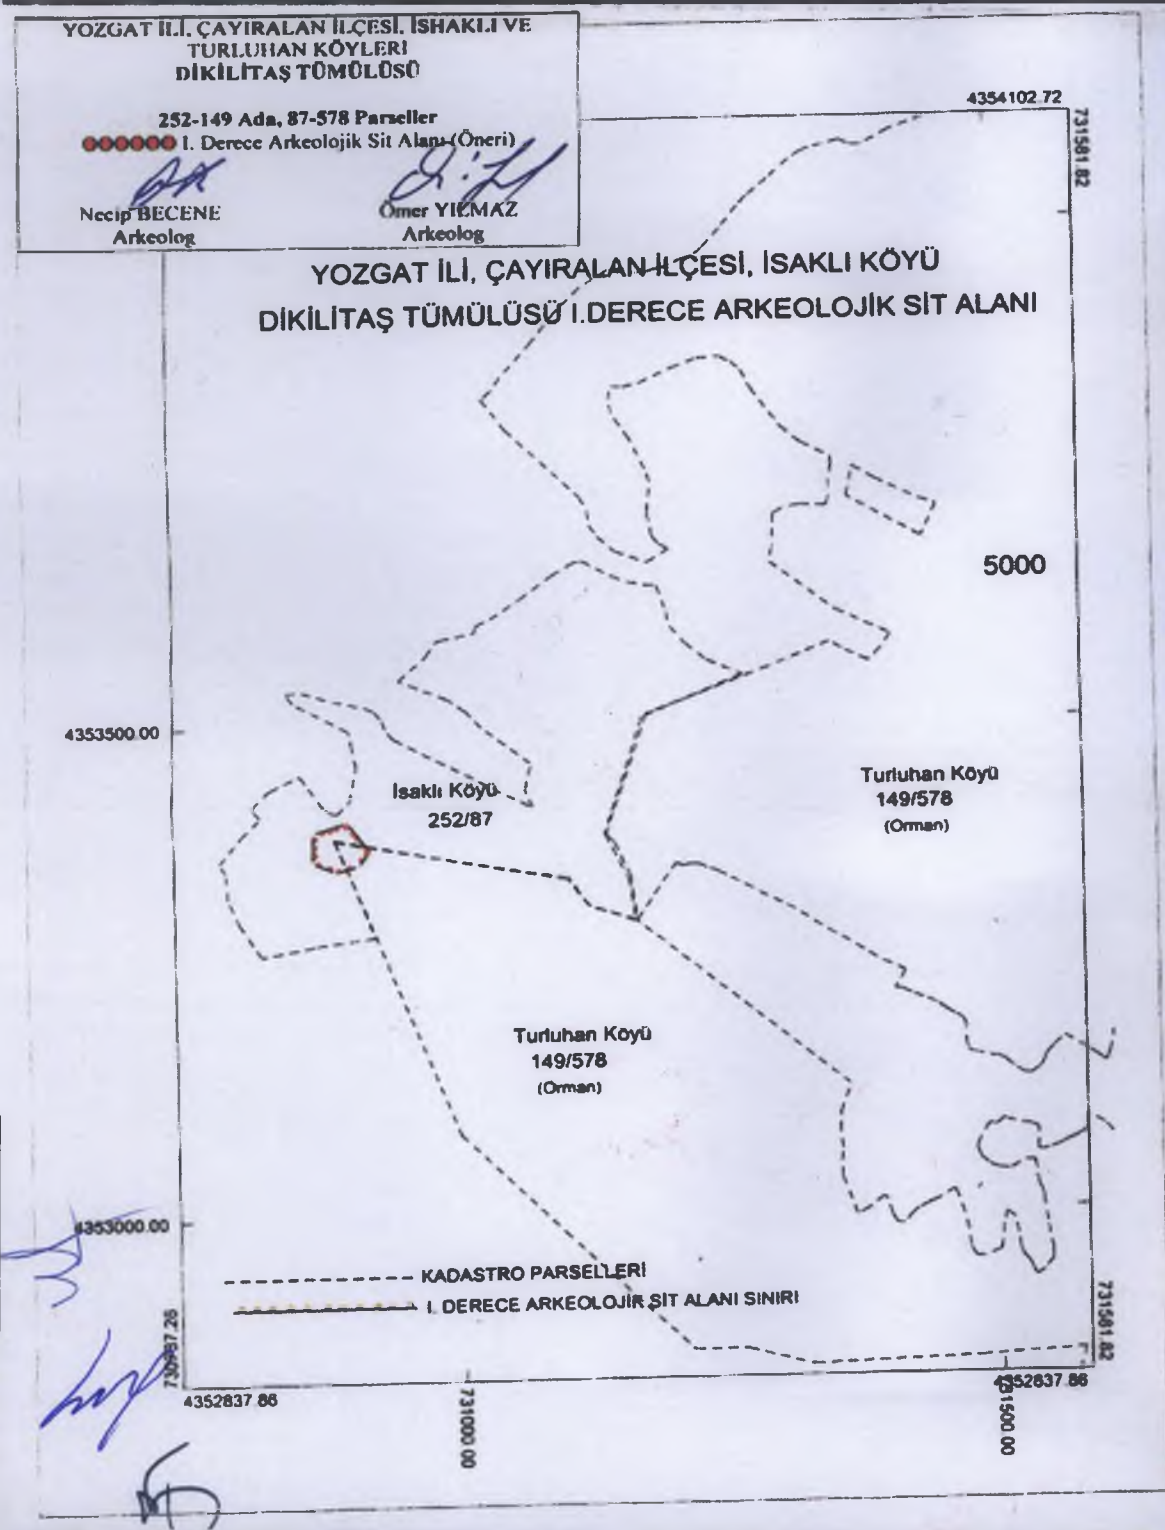 YOZGAT İLİ, ÇAYIRALAN İLÇESİ, İSHAKLI VE
TURLUHAN KÖYLERİ
DİKİLİTAŞ TÜMÜLÜSÜ
252-149 Ada, 87-578 Parseller
I. Derece Arkeolojik Sit Alanı (Öneri)
Necip BECENE
Arkeolog
Ömer YILMAZ
Arkeolog
4354102.72
731581.82
YOZGAT İLİ, ÇAYIRALAN İLÇESİ, İSAKLI KÖYÜ
DİKİLİTAŞ TÜMÜLÜSÜ I.DERECE ARKEOLOJİK SİT ALANI
5000
4353500.00
İsaklı Köyü
252/87
Turluhan Köyü
149/578
(Orman)
Turluhan Köyü
149/578
(Orman)
4353000.00
KADASTRO PARSELLERİ
I. DERECE ARKEOLOJİK SİT ALANI SINIRI
731581.82
4352837.86
4352837.86
731000.00
731500.00